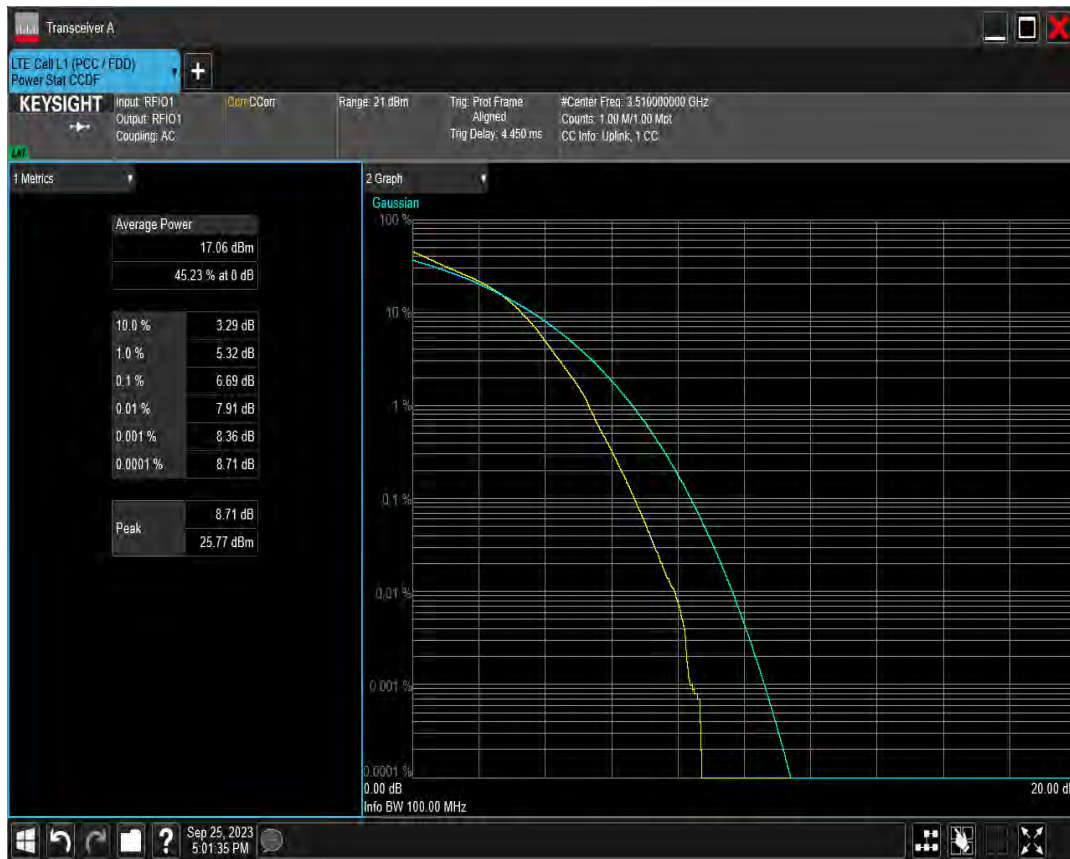 Transceiver A
LTE Cell L1 (PCC / FDD)
Power Stat CCDF
KEYSIGHT
Input: RFIO1
Output: RFIO1
Coupling: AC
Corr CCorr
Range: 21 dBm
Trig: Prot Frame
Aligned
Trig Delay: 4.450 ms
#Center Freq: 3.510000000 GHz
Counts: 1.00 M/1.00 Mpt
CC Info: Uplink, 1 CC
1 Metrics
Average Power
17.06 dBm
45.23 % at 0 dB
10.0 % 3.29 dB
1.0 % 5.32 dB
0.1 % 6.69 dB
0.01 % 7.91 dB
0.001 % 8.36 dB
0.0001 % 8.71 dB
Peak
8.71 dB
25.77 dBm
2 Graph
Gaussian
100 %
10 %
1 %
0.1 %
0.01 %
0.001 %
0.0001 %
0.00 dB
20.00 d
Info BW 100.00 MHz
Sep 25, 2023
5:01:35 PM